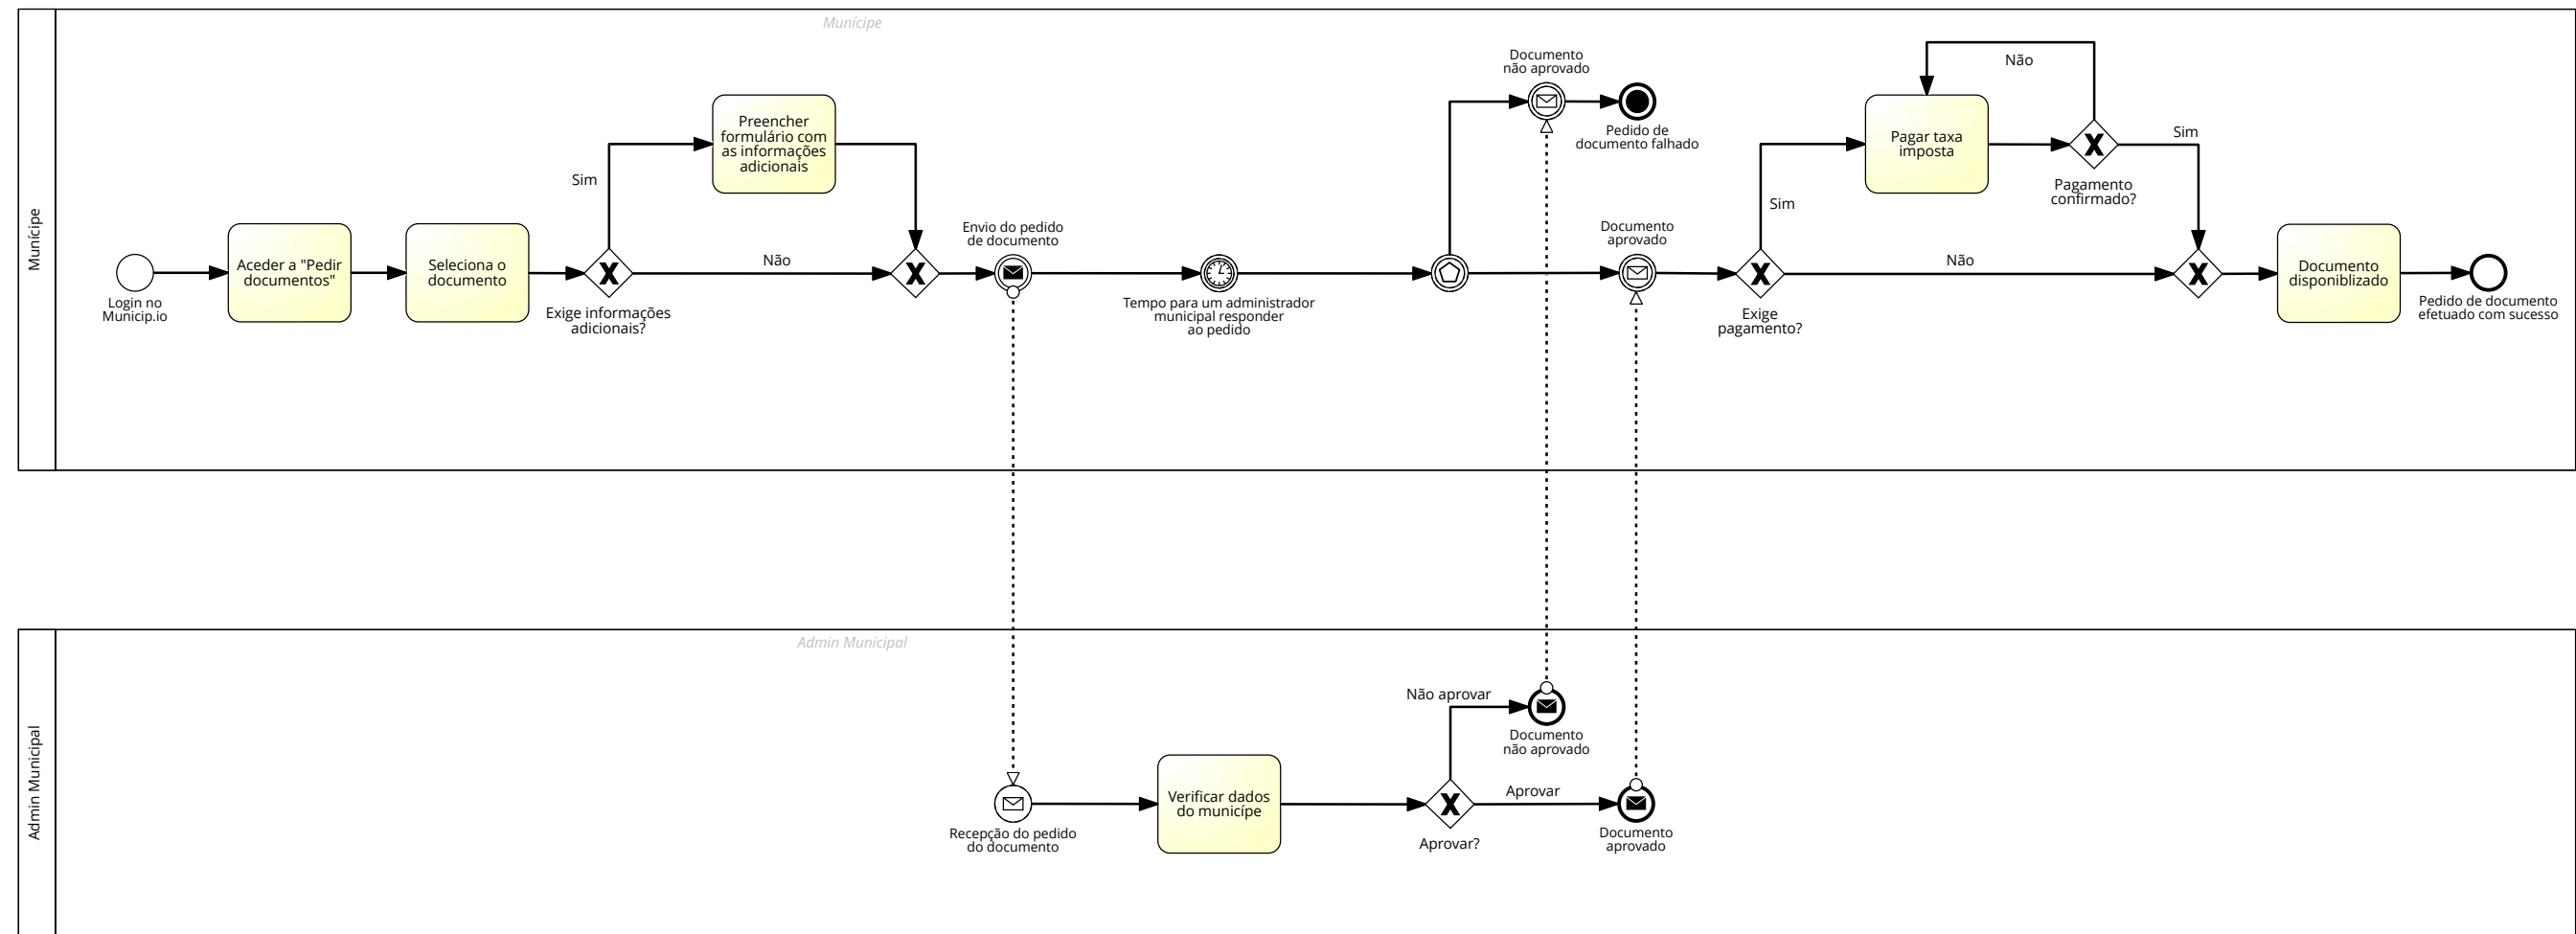 Munícipe
Munícipe
Login no
Municip.io
Aceder a "Pedir
documentos"
Seleciona o
documento
Exige informações
adicionais?
Sim
Preencher
formulário com
as informações
adicionais
Não
Envio do pedido
de documento
Tempo para um administrador
municipal responder
ao pedido
Documento
não aprovado
Pedido de
documento falhado
Documento
aprovado
Exige
pagamento?
Sim
Pagar taxa
imposta
Não
Pagamento
confirmado?
Sim
Não
Documento
disponiblizado
Pedido de documento
efetuado com sucesso
Admin Municipal
Admin Municipal
Recepção do pedido
do documento
Verificar dados
do municípe
Aprovar?
Não aprovar
Documento
não aprovado
Aprovar
Documento
aprovado